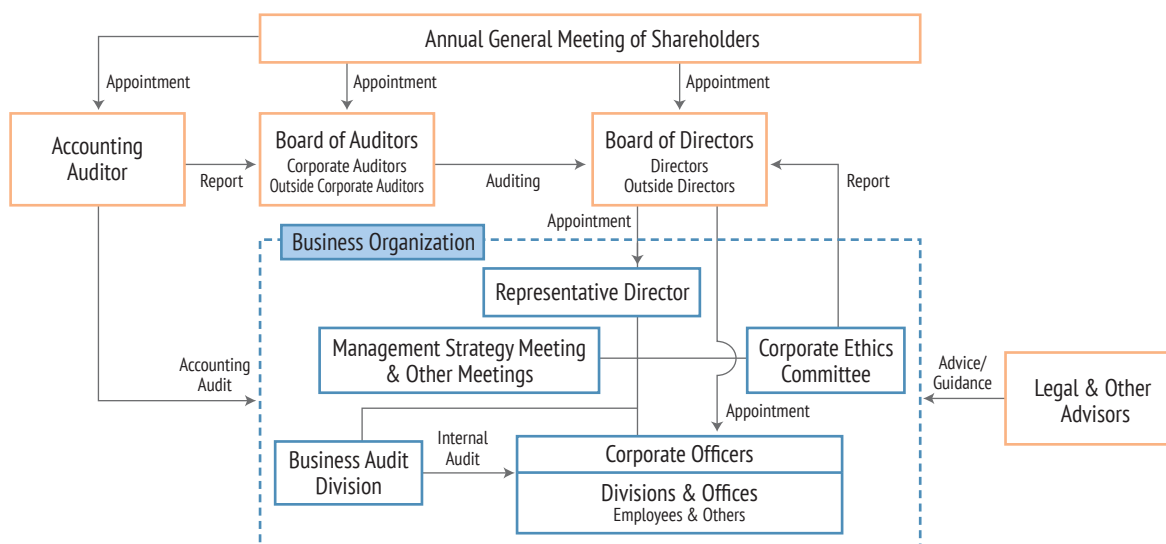 Annual General Meeting of Shareholders
Appointment
Appointment
Appointment
Accounting
Auditor
Report
Board of Auditors
Corporate Auditors
Outside Corporate Auditors
Auditing
Board of Directors
Directors
Outside Directors
Report
Appointment
Business Organization
Representative Director
Management Strategy Meeting
& Other Meetings
Corporate Ethics
Committee
Accounting
Audit
Advice/
Guidance
Legal & Other
Advisors
Appointment
Business Audit
Division
Internal
Audit
Corporate Officers
Divisions & Offices
Employees & Others